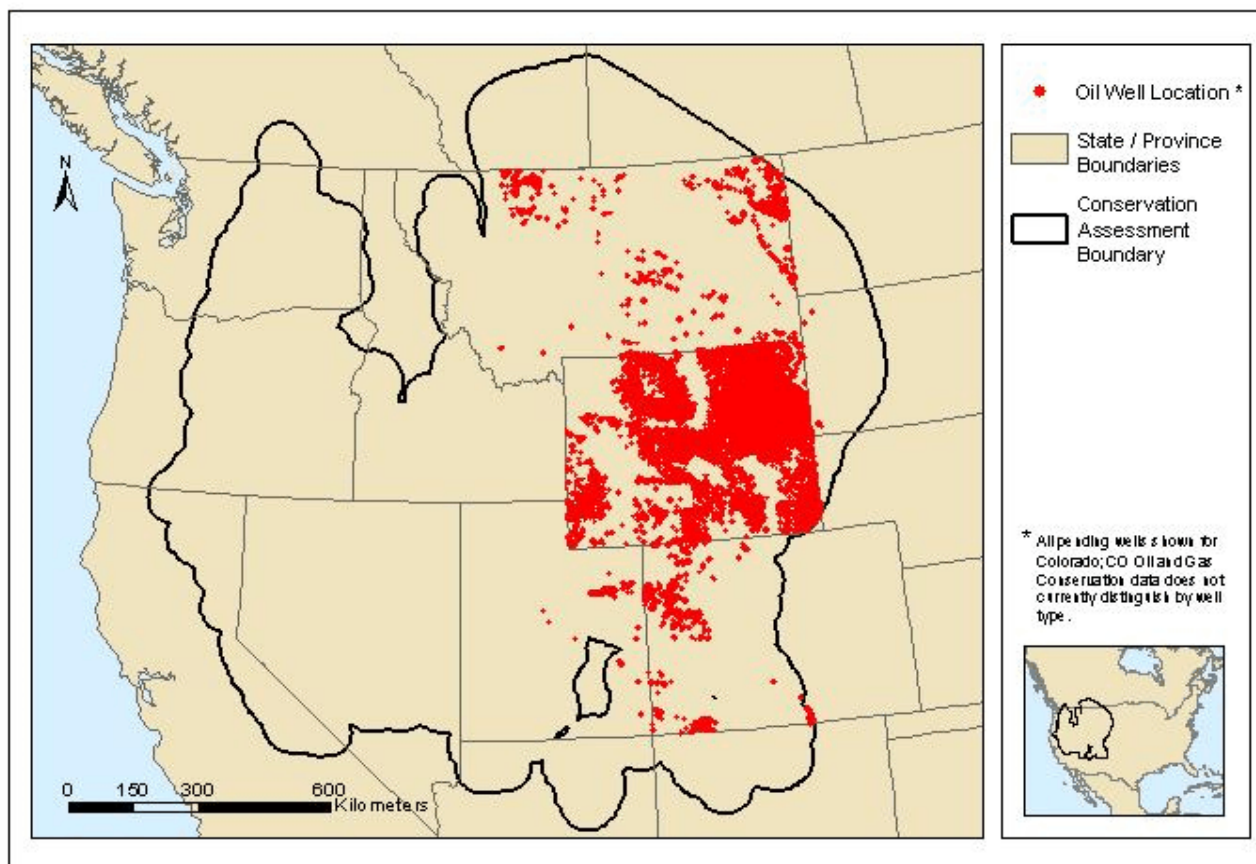 N
0 150 300 600
Kilometers
Oil Well Location *
State / Province
Boundaries
Conservation
Assessment
Boundary
* All pending wells shown for
Colorado; CO Oil and Gas
Conservation data does not
currently distinguish by well
type.